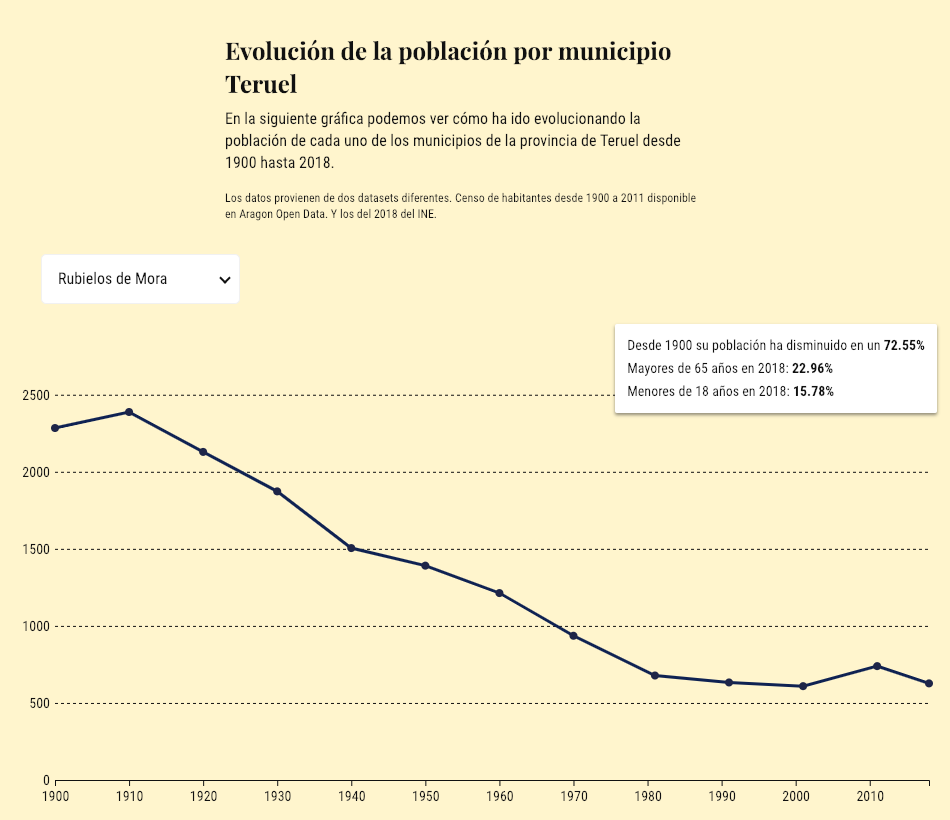 Evolución de la población por municipio
Teruel
En la siguiente gráfica podemos ver cómo ha ido evolucionando la
población de cada uno de los municipios de la provincia de Teruel desde
1900 hasta 2018.
Los datos provienen de dos datasets diferentes. Censo de habitantes desde 1900 a 2011 disponible
en Aragon Open Data. Y los del 2018 del INE.
Rubielos de Mora
Desde 1900 su población ha disminuido en un 72.55%
Mayores de 65 años en 2018: 22.96%
Menores de 18 años en 2018: 15.78%
2500
2000
1500
1000
500
0
1900 1910 1920 1930 1940 1950 1960 1970 1980 1990 2000 2010